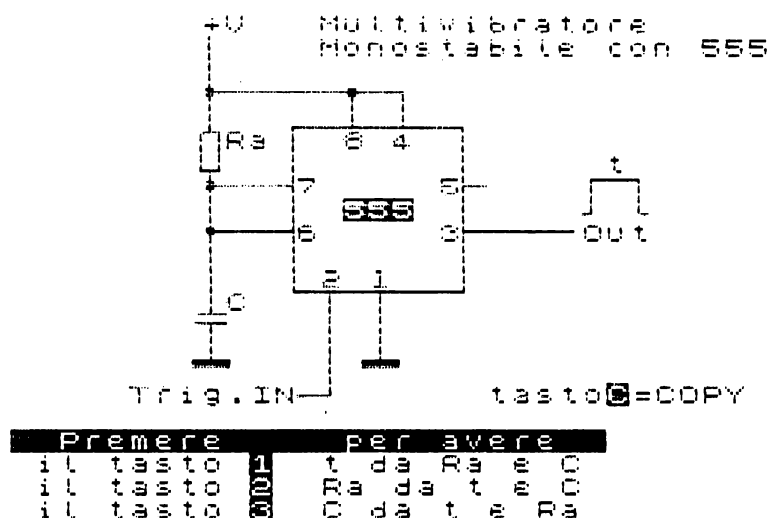 +V
Multivibratore
Monostabile con 555
Ra
8 4
7
5
t
555
6
3
Out
2 1
C
Trig.IN
tasto C=COPY
Premere per avere
il tasto 1 t da Ra e C
il tasto 2 Ra da t e C
il tasto 3 C da t e Ra